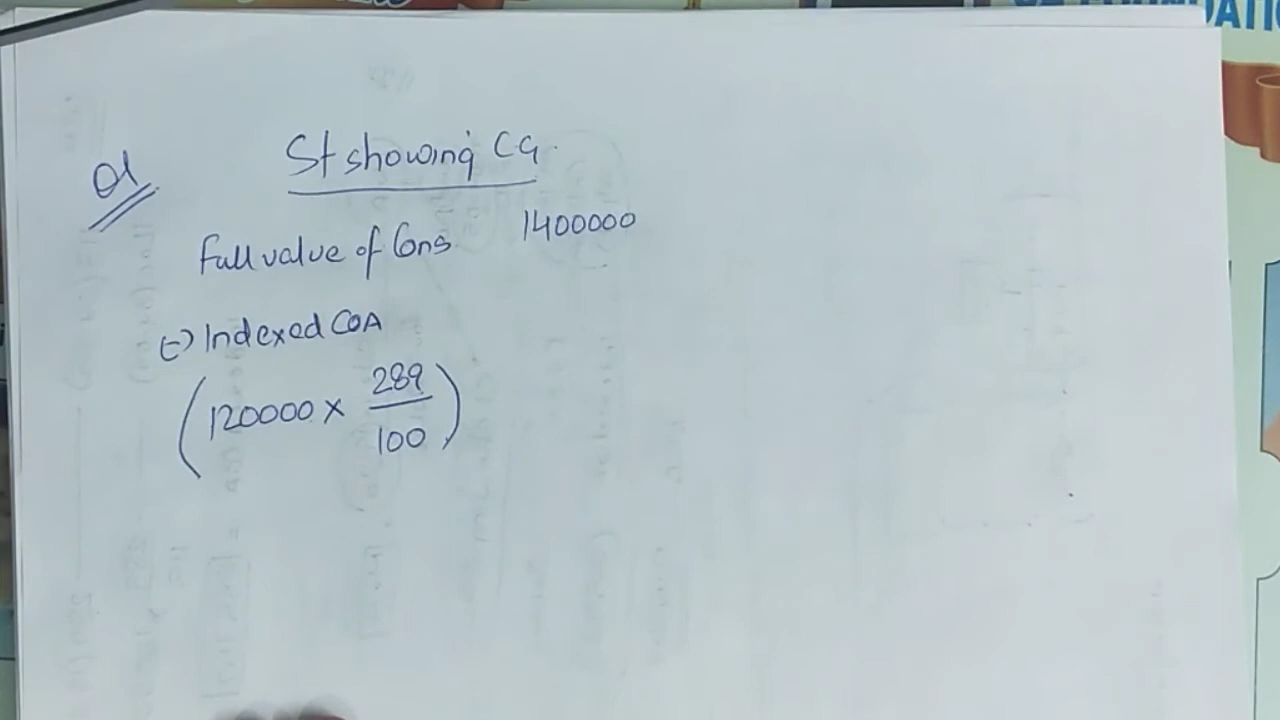 Q1
St showing CG.
Full value of Cons 1400000
(-) Indexed COA
(120000 × 289/100)